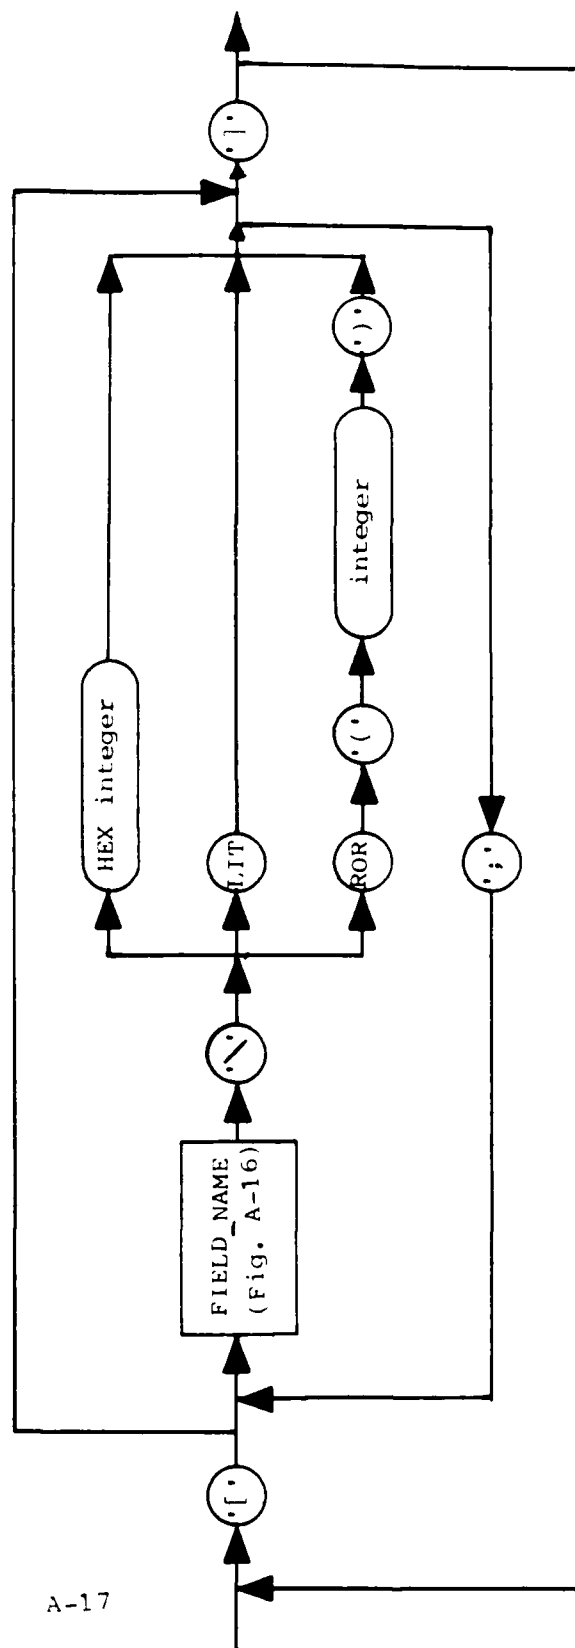 '['
FIELD_NAME
(Fig. A-16)
'/'
HEX integer
LIT
ROR
'('
integer
')'
';'
']'
A-17